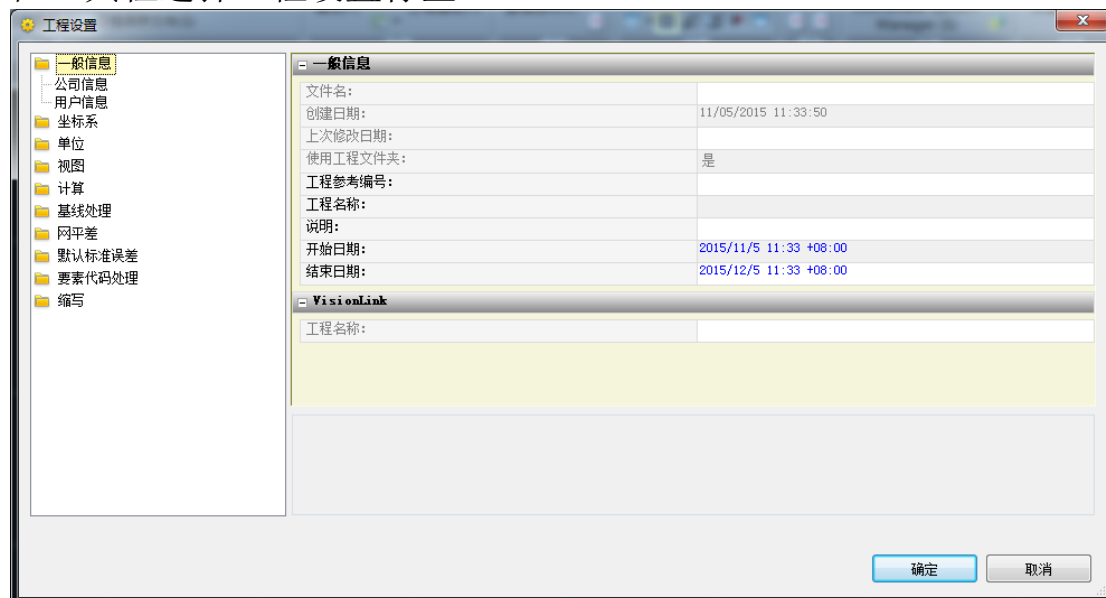 工程设置
Manager
一般信息
公司信息
用户信息
坐标系
单位
视图
计算
基线处理
网平差
默认标准误差
要素代码处理
缩写
一般信息
文件名:
创建日期: 11/05/2015 11:33:50
上次修改日期:
使用工程文件夹: 是
工程参考编号:
工程名称:
说明:
开始日期: 2015/11/5 11:33 +08:00
结束日期: 2015/12/5 11:33 +08:00
VisionLink
工程名称:
确定 取消